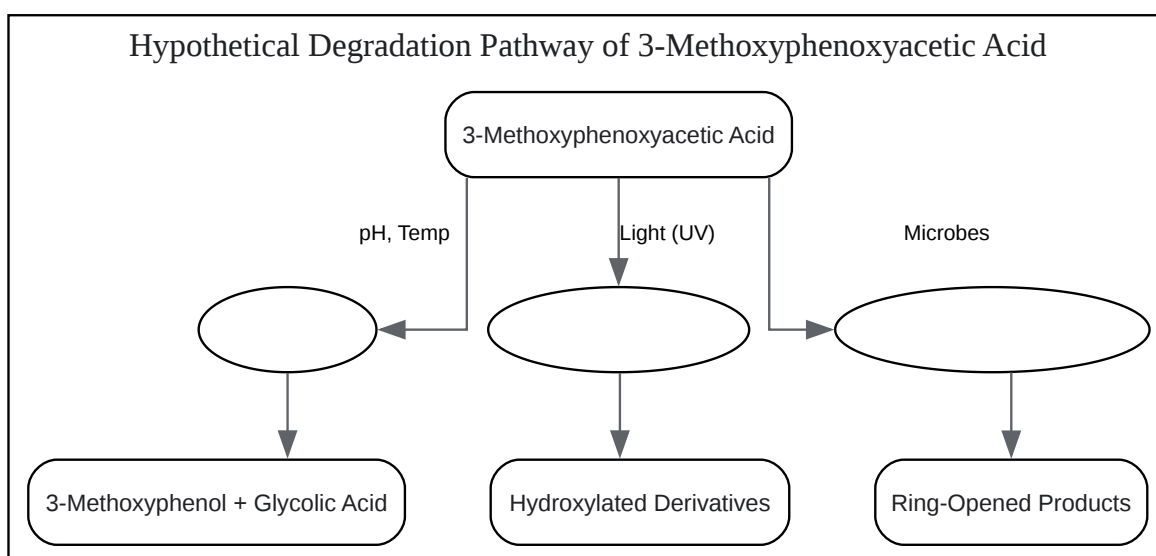 Hypothetical Degradation Pathway of 3-Methoxyphenoxyacetic Acid
3-Methoxyphenoxyacetic Acid
pH, Temp
Light (UV)
Microbes
3-Methoxyphenol + Glycolic Acid
Hydroxylated Derivatives
Ring-Opened Products